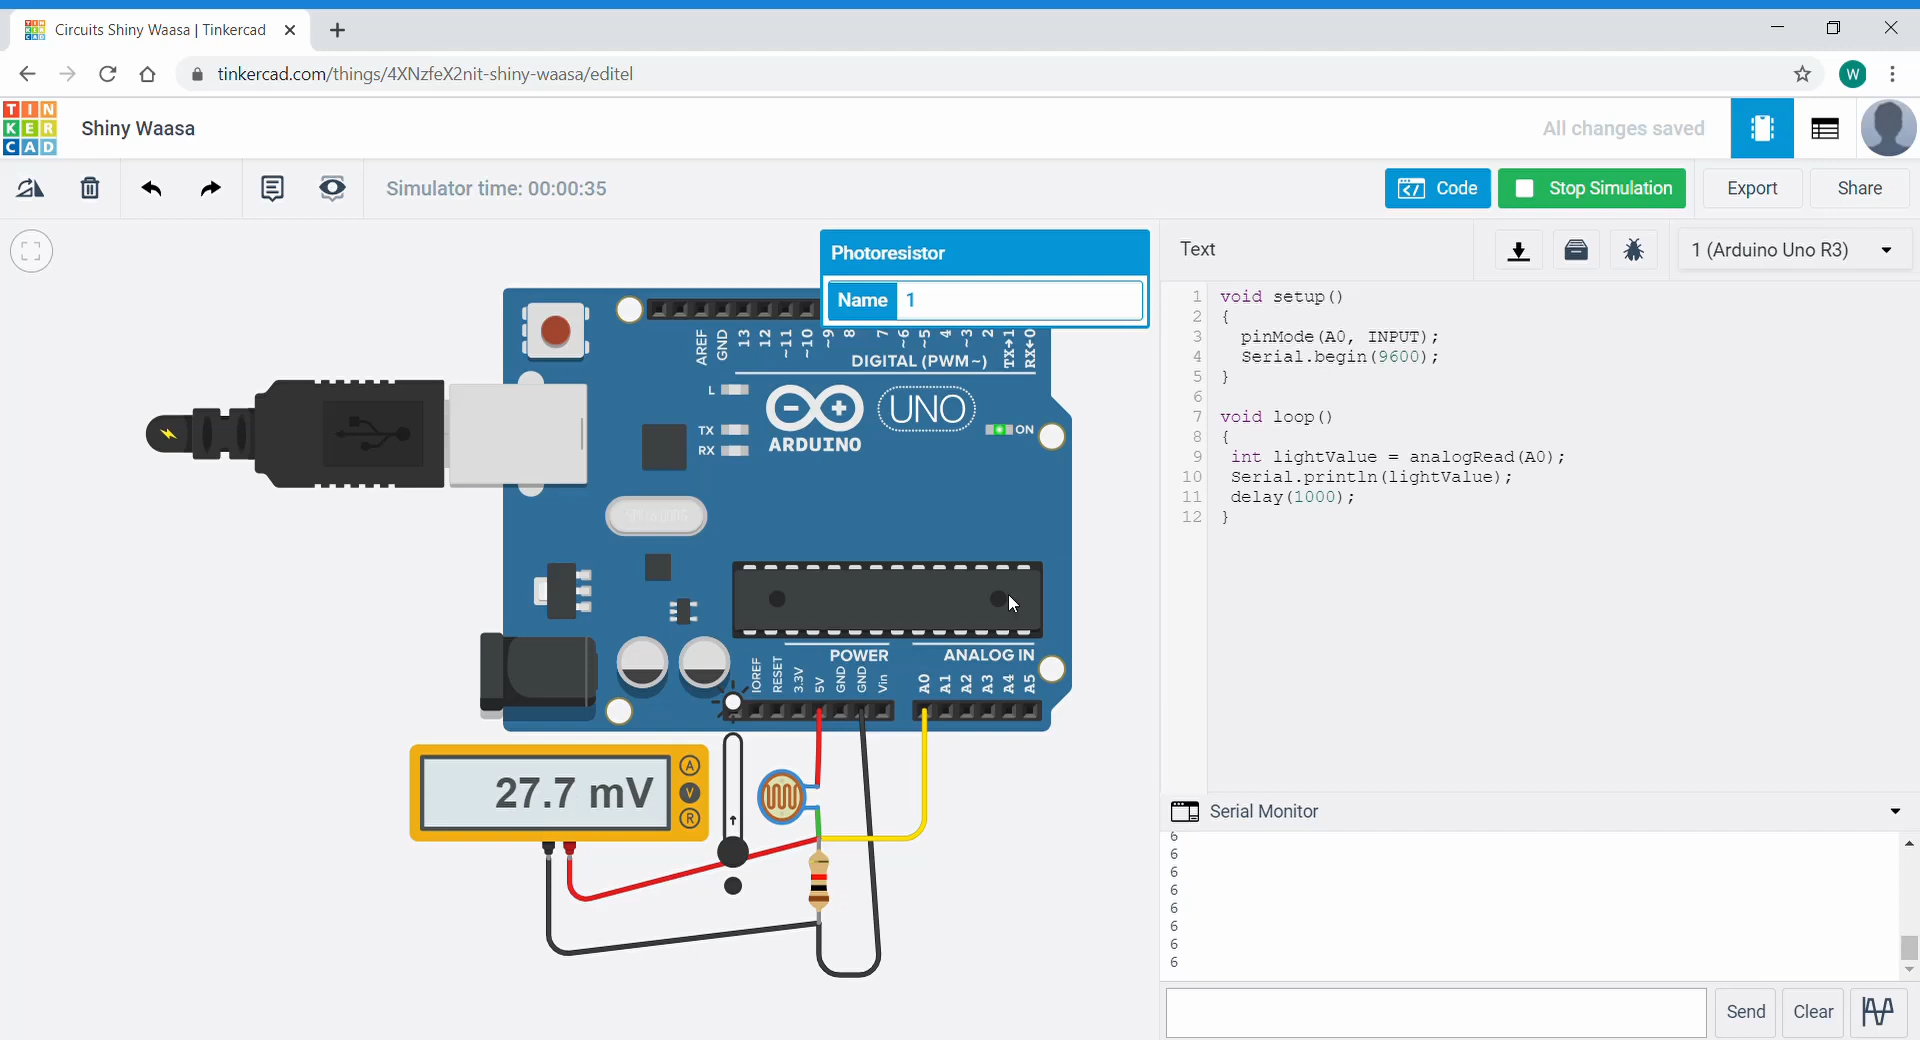 Circuits Shiny Waasa | Tinkercad
tinkercad.com/things/4XNzfeX2nit-shiny-waasa/editel
W
TIN
KER
CAD
Shiny Waasa
All changes saved
Simulator time: 00:00:35
Code
Stop Simulation
Export
Share
Photoresistor
Name 1
Text
1 (Arduino Uno R3)
AREF GND 13 12 ~11 ~10 ~9 8 7 ~6 ~5 4 ~3 2 TX→1 RX←0
DIGITAL (PWM~)
L
TX
RX
ARDUINO
UNO
ON
POWER
ANALOG IN
IOREF RESET 3.3V 5V GND GND Vin A0 A1 A2 A3 A4 A5
27.7 mV
A
V
R
1 void setup()
2 {
3 pinMode(A0, INPUT);
4 Serial.begin(9600);
5 }
6
7 void loop()
8 {
9 int lightValue = analogRead(A0);
10 Serial.println(lightValue);
11 delay(1000);
12 }
Serial Monitor
6
6
6
6
6
6
6
6
Send
Clear